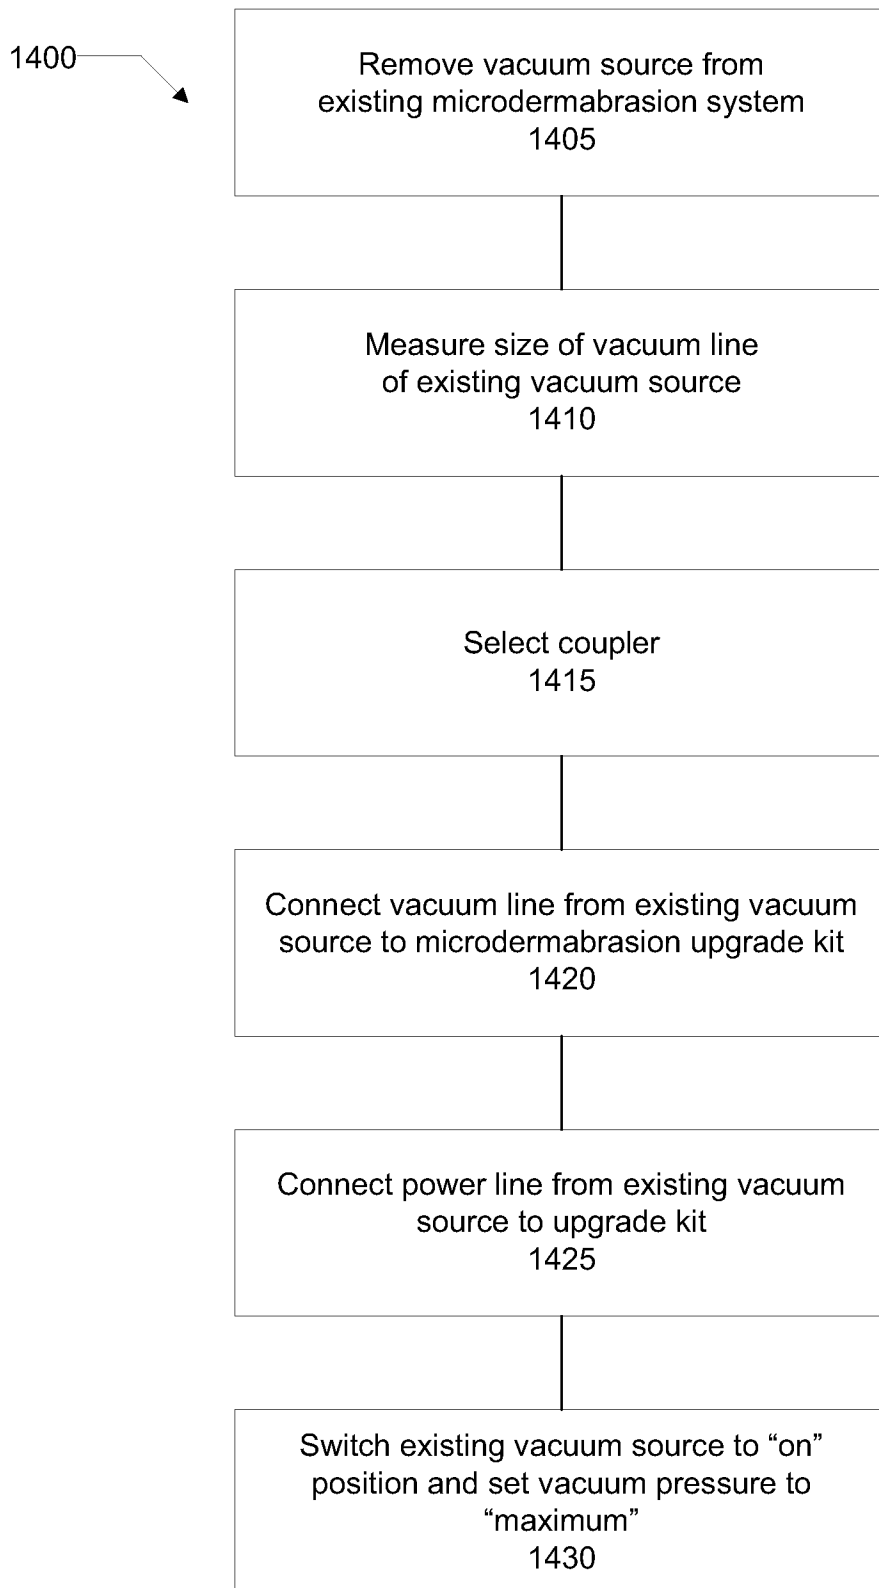 1400
Remove vacuum source from
existing microdermabrasion system
1405
Measure size of vacuum line
of existing vacuum source
1410
Select coupler
1415
Connect vacuum line from existing vacuum
source to microdermabrasion upgrade kit
1420
Connect power line from existing vacuum
source to upgrade kit
1425
Switch existing vacuum source to “on”
position and set vacuum pressure to
“maximum”
1430